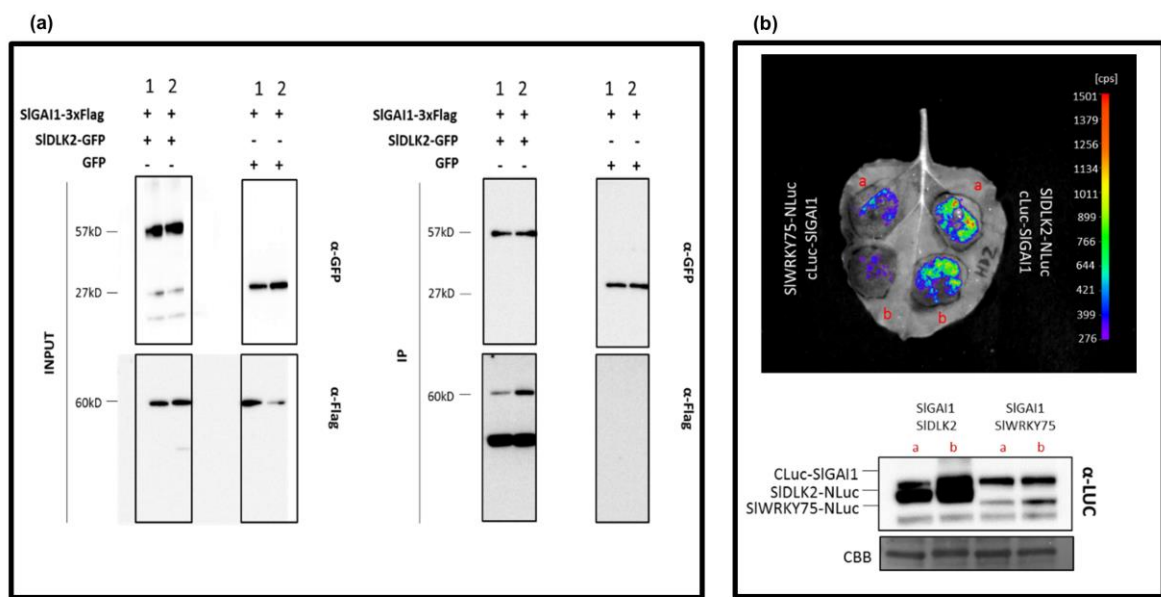 (a)
1 2
1 2
SlGAI1-3xFlag + + + +
SlDLK2-GFP + + - -
GFP - - + +
57kD
27kD
60kD
INPUT
α-GFP
α-Flag
1 2
1 2
SlGAI1-3xFlag + + + +
SlDLK2-GFP + + - -
GFP - - + +
57kD
27kD
60kD
IP
α-GFP
α-Flag
(b)
SlWRKY75-NLuc
cLuc-SlGAI1
a
a
b
b
SlDLK2-NLuc
cLuc-SlGAI1
[cps]
1501
1379
1256
1134
1011
889
766
644
421
399
276
SlGAI1
SlDLK2
SlGAI1
SlWRKY75
a b a b
CLuc-SlGAI1
SlDLK2-NLuc
SlWRKY75-NLuc
α-LUC
CBB